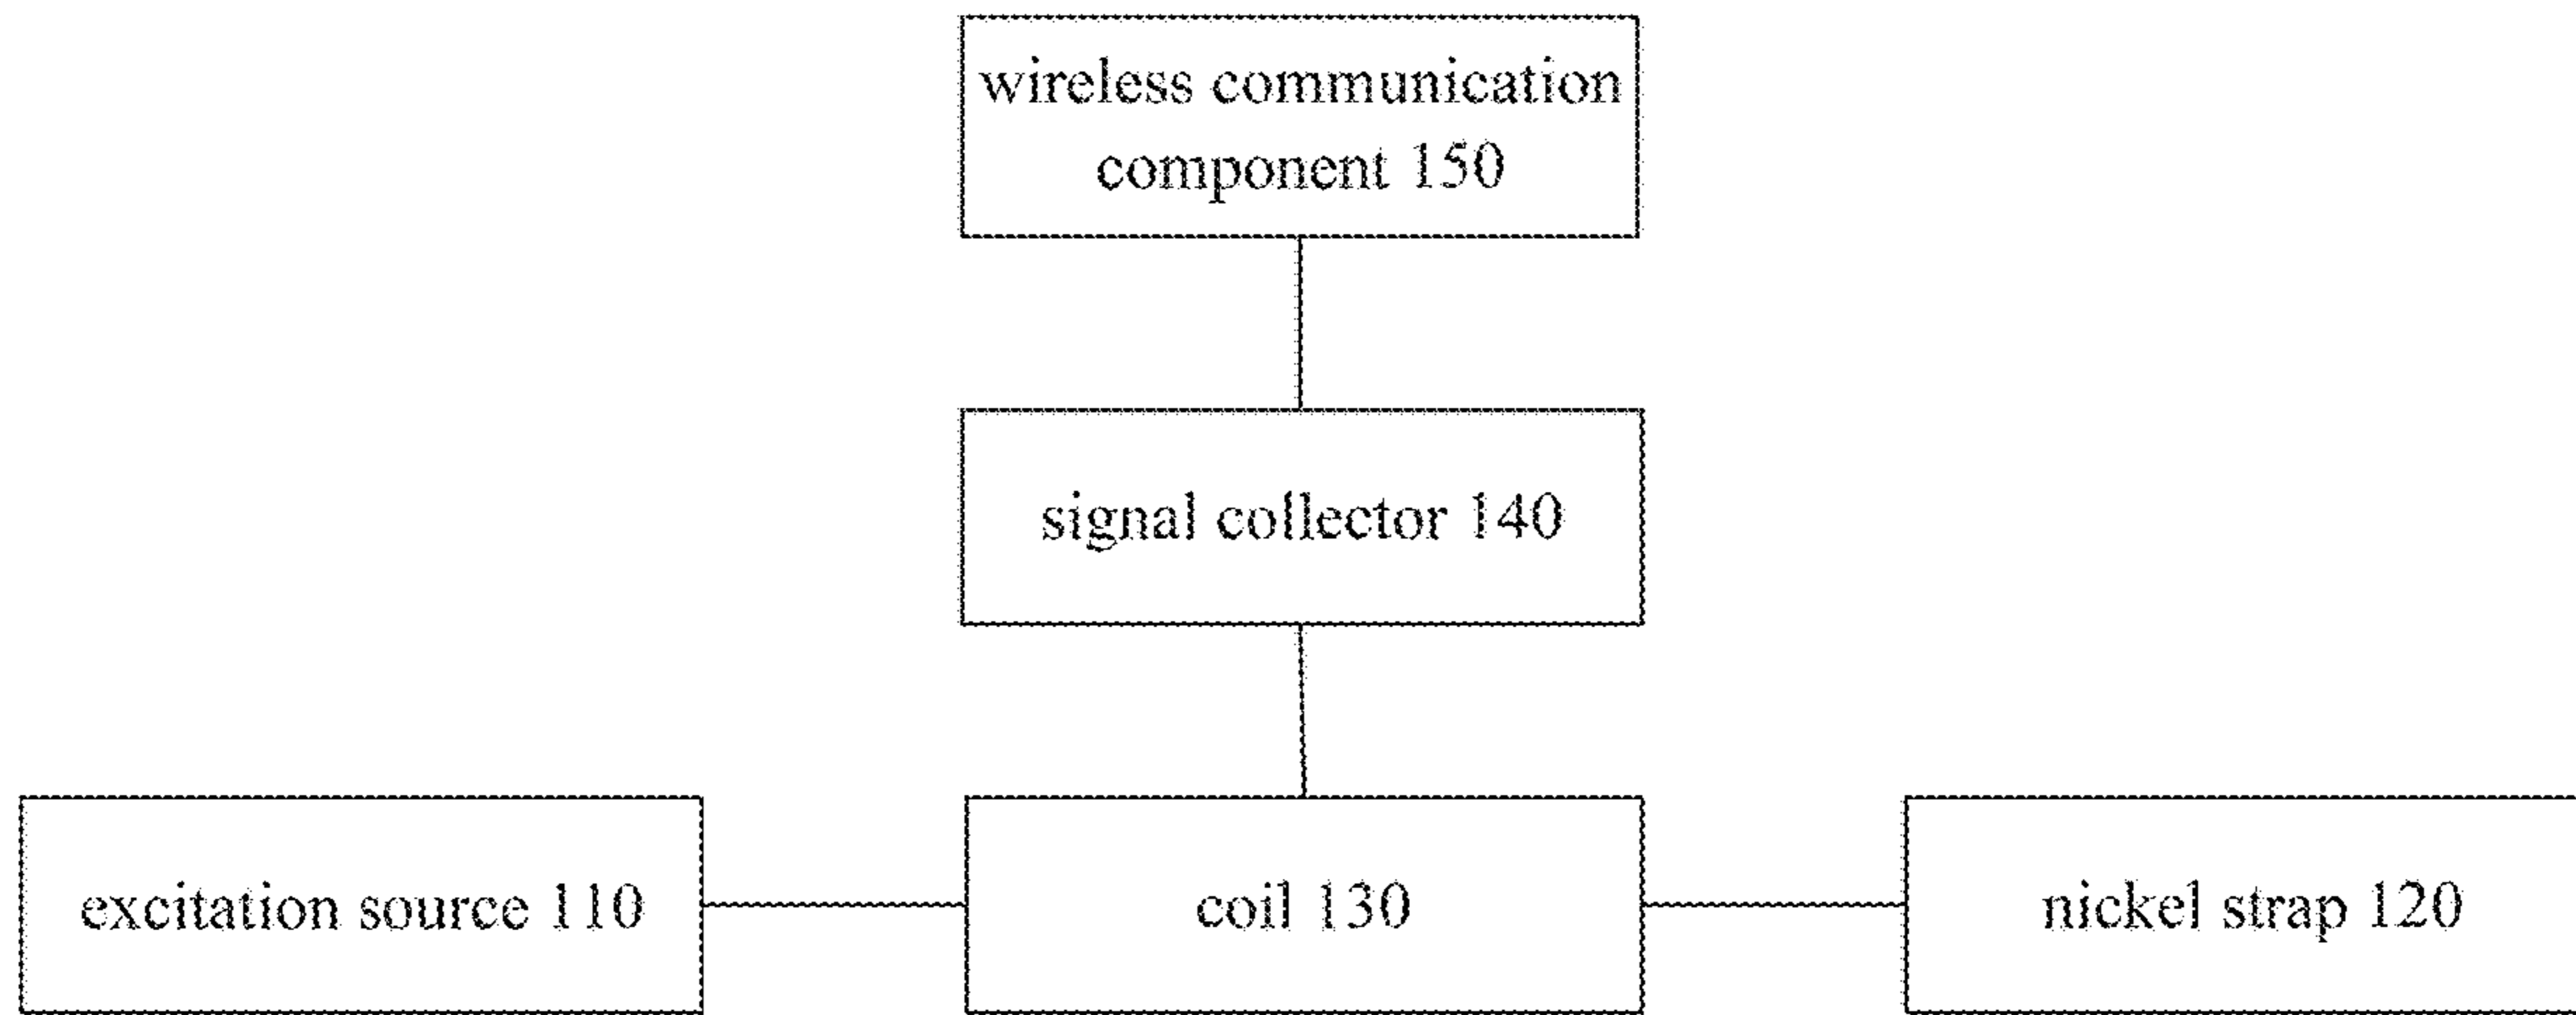 wireless communication
component 150
signal collector 140
excitation source 110
coil 130
nickel strap 120